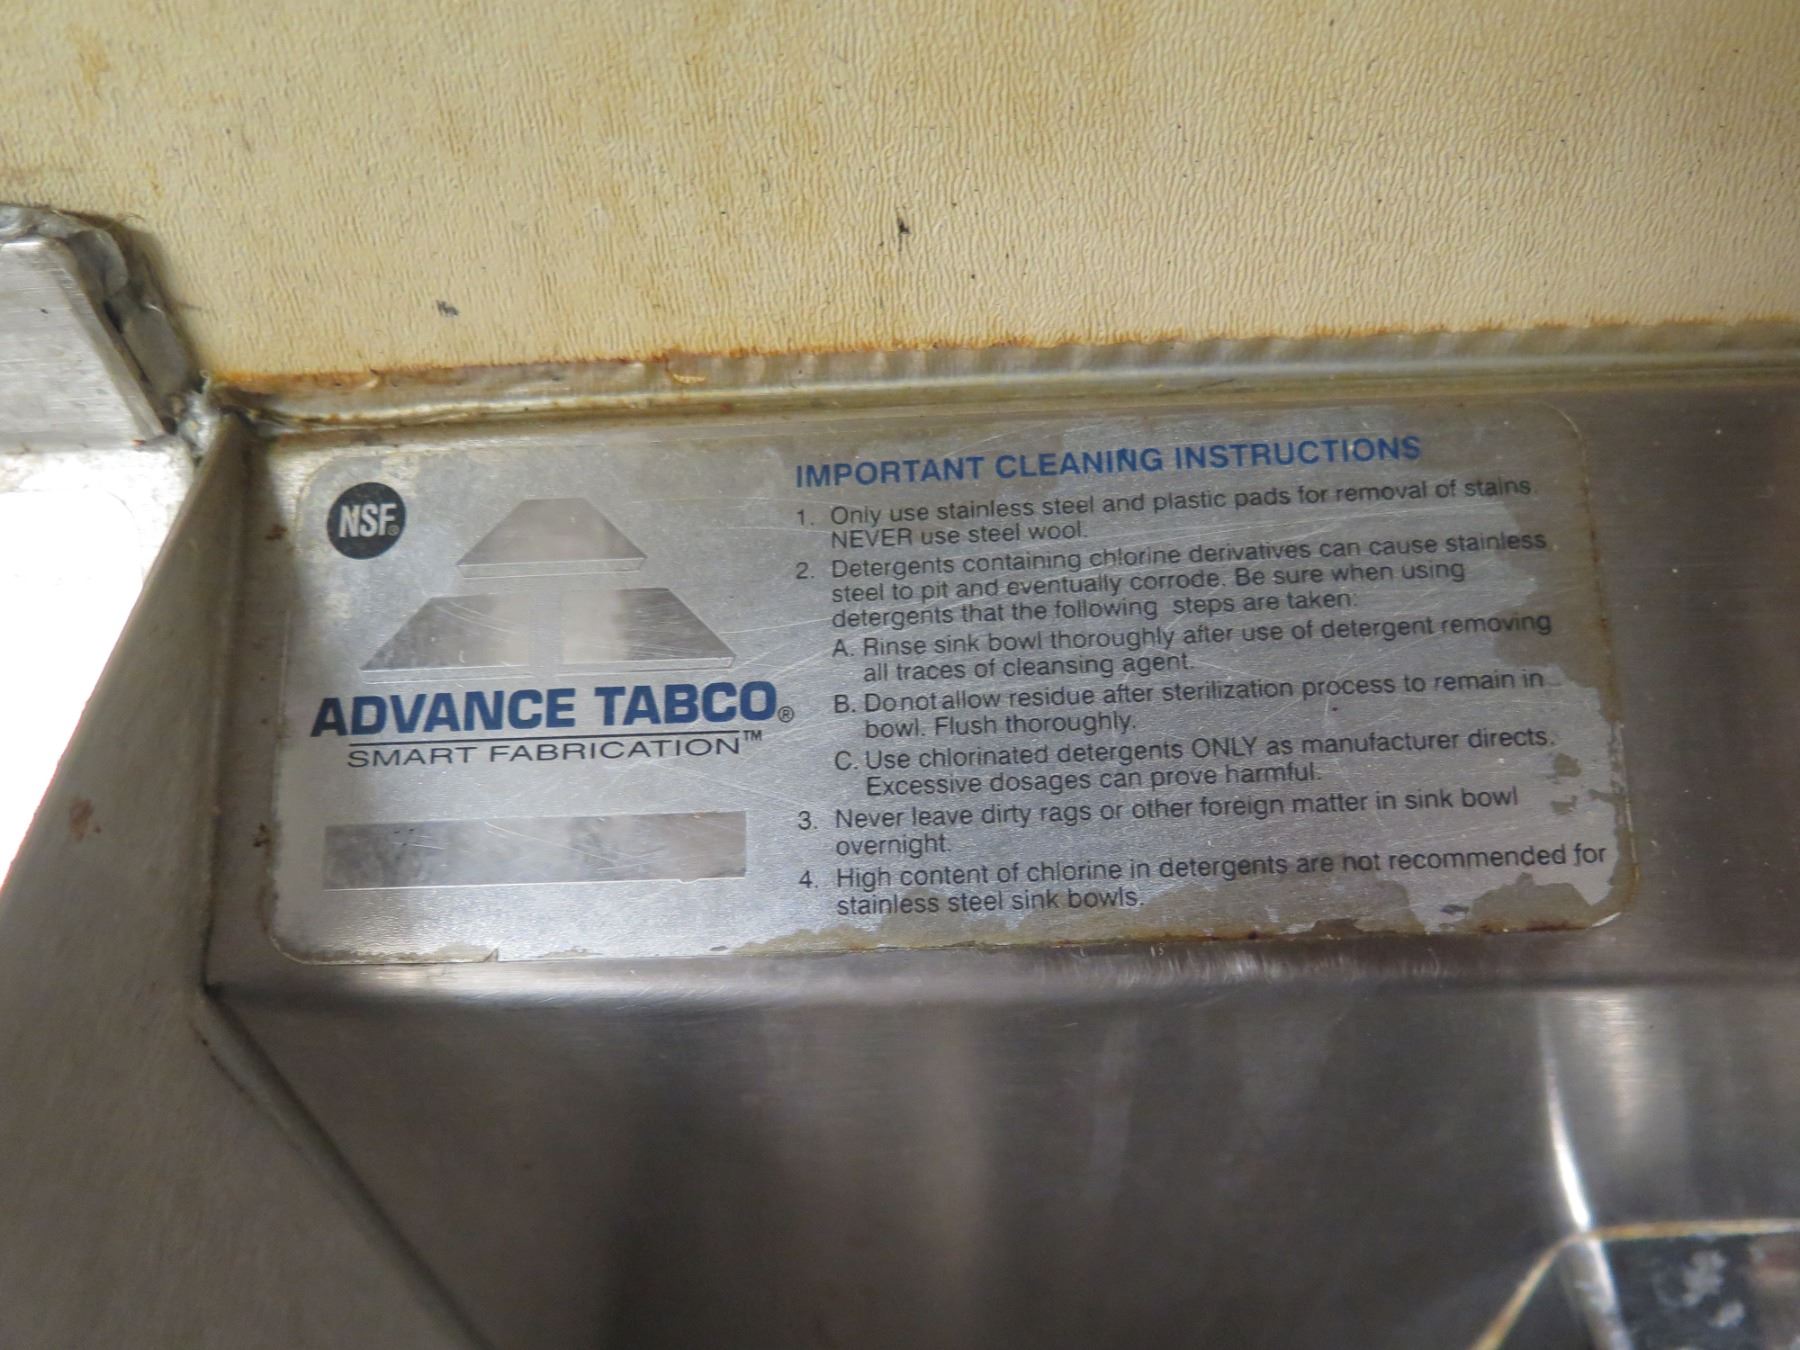 NSF®
ADVANCE TABCO®
SMART FABRICATION™
IMPORTANT CLEANING INSTRUCTIONS
1. Only use stainless steel and plastic pads for removal of stains.
NEVER use steel wool.
2. Detergents containing chlorine derivatives can cause stainless
steel to pit and eventually corrode. Be sure when using
detergents that the following steps are taken:
A. Rinse sink bowl thoroughly after use of detergent removing
all traces of cleansing agent.
B. Do not allow residue after sterilization process to remain in
bowl. Flush thoroughly.
C. Use chlorinated detergents ONLY as manufacturer directs.
Excessive dosages can prove harmful.
3. Never leave dirty rags or other foreign matter in sink bowl
overnight.
4. High content of chlorine in detergents are not recommended for
stainless steel sink bowls.
15